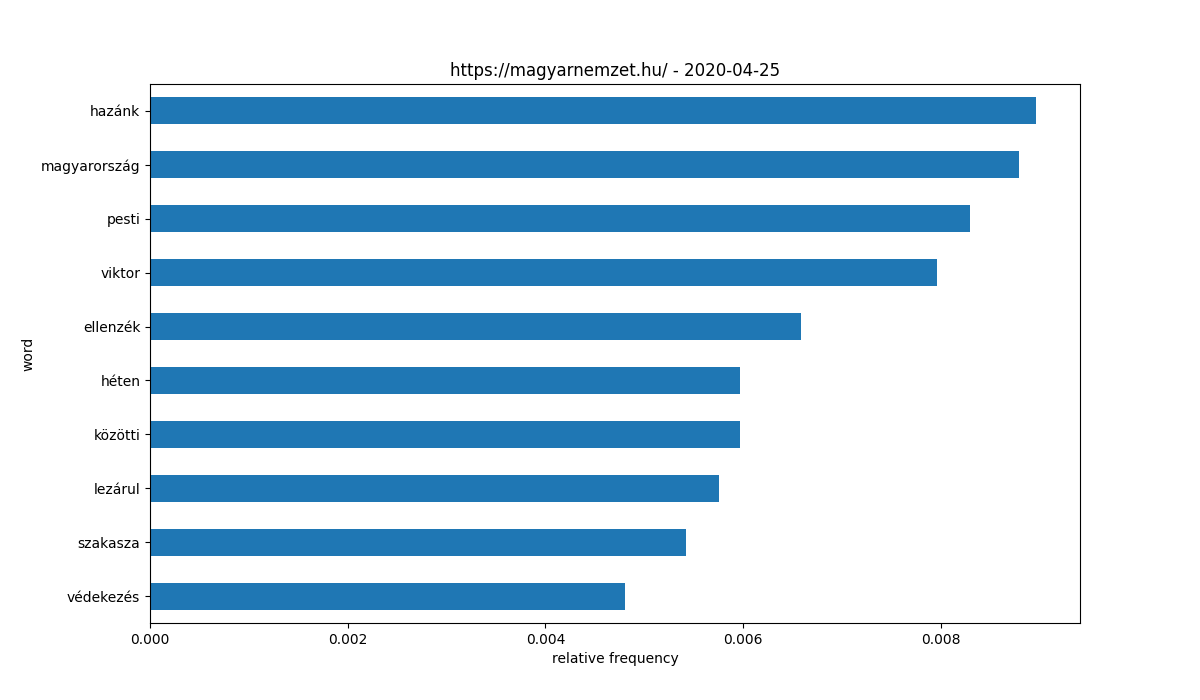 https://magyarnemzet.hu/ - 2020-04-25
word
hazánk
magyarország
pesti
viktor
ellenzék
héten
közötti
lezárul
szakasza
védekezés
0.000 0.002 0.004 0.006 0.008
relative frequency